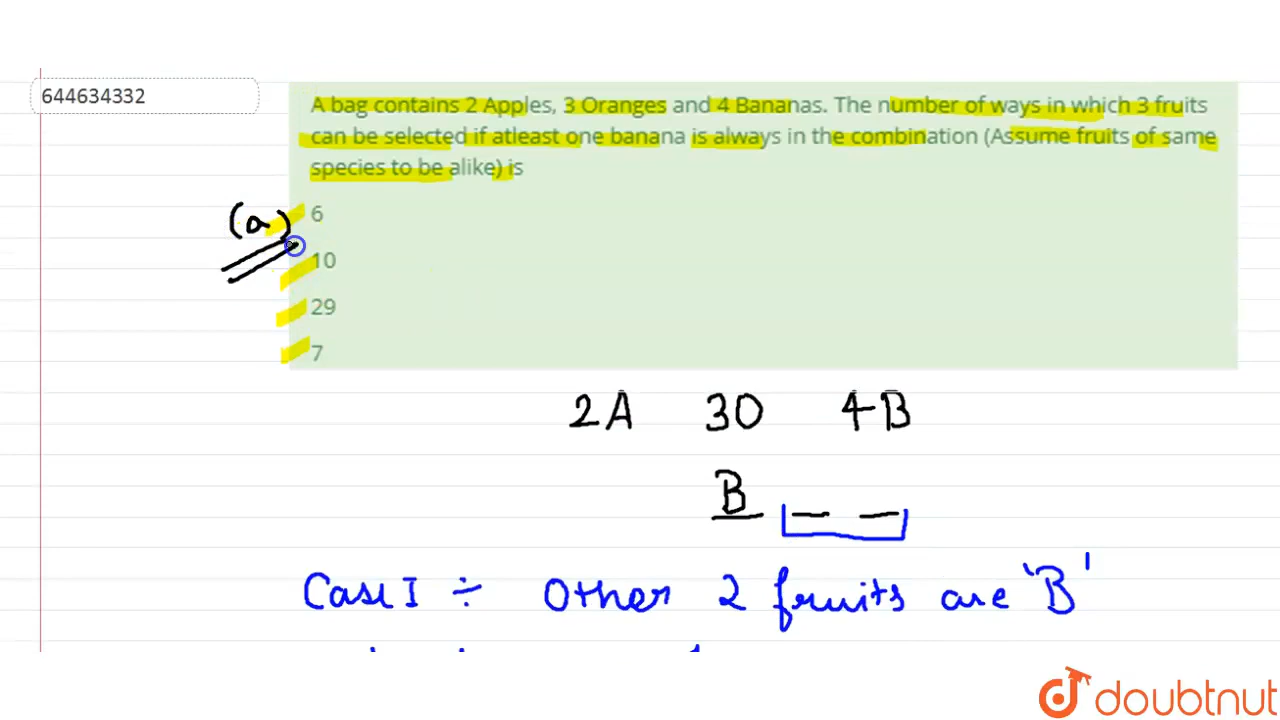 644634332
A bag contains 2 Apples, 3 Oranges and 4 Bananas. The number of ways in which 3 fruits
can be selected if atleast one banana is always in the combination (Assume fruits of same
species to be alike) is
6
(a)
10
29
7
2A 3O 4B
B _ _
Case I ÷ Other 2 fruits are 'B'
doubtnut